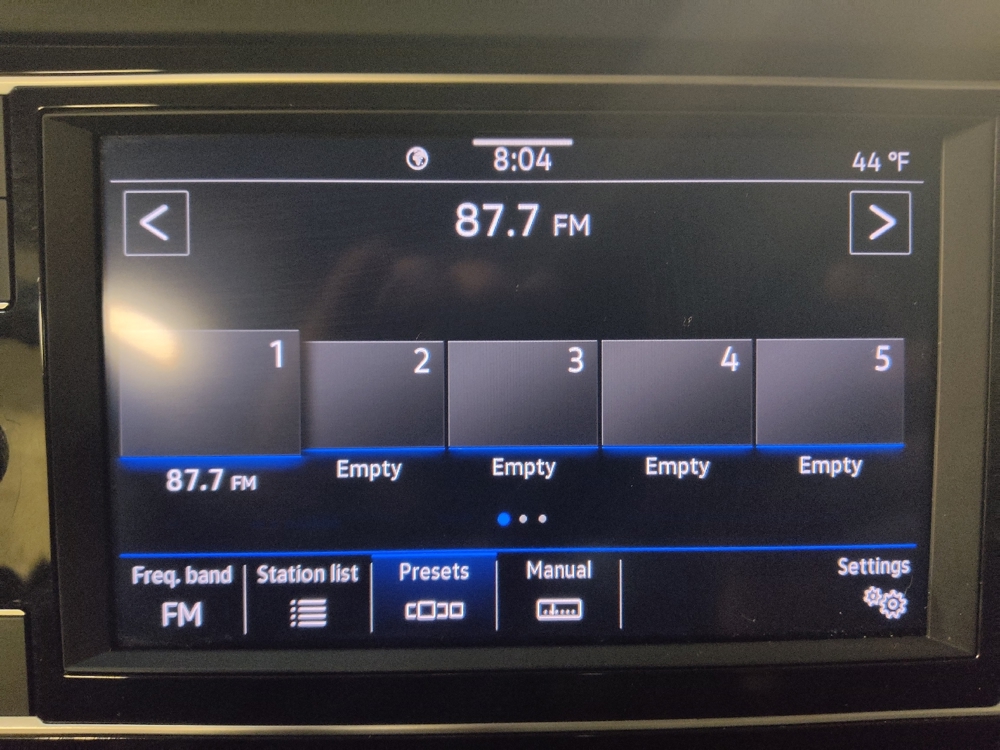 8:04
44 °F
<
87.7 FM
>
1
2
3
4
5
87.7 FM
Empty
Empty
Empty
Empty
Freq. band
Station list
Presets
Manual
Settings
FM